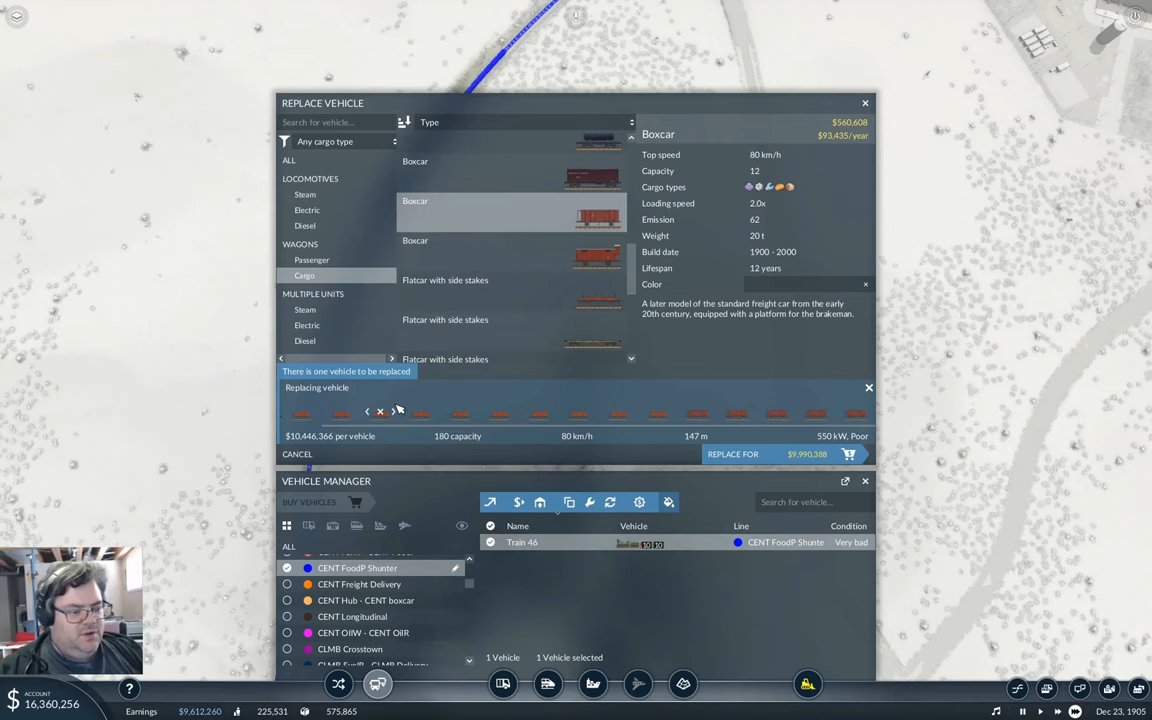 REPLACE VEHICLE
Search for vehicle...
Type
Any cargo type
ALL
LOCOMOTIVES
Steam
Electric
Diesel
WAGONS
Passenger
Cargo
MULTIPLE UNITS
Steam
Electric
Diesel
Boxcar
Boxcar
Boxcar
Flatcar with side stakes
Flatcar with side stakes
Flatcar with side stakes
$560,608
Boxcar
$93,435/year
Top speed 80 km/h
Capacity 12
Cargo types
Loading speed 2.0x
Emission 62
Weight 20 t
Build date 1900 - 2000
Lifespan 12 years
Color
A later model of the standard freight car from the early
20th century, equipped with a platform for the brakeman.
There is one vehicle to be replaced
Replacing vehicle
$10,446,366 per vehicle 180 capacity 80 km/h 147 m 550 kW, Poor
CANCEL
REPLACE FOR $9,990,388
VEHICLE MANAGER
BUY VEHICLES
Search for vehicle...
ALL
Name Vehicle Line Condition
Train 46 CENT FoodP Shunte Very bad
CENT FoodP Shunter
CENT Freight Delivery
CENT Hub - CENT boxcar
CENT Longitudinal
CENT OilW - CENT OilR
CLMB Crosstown
1 Vehicle 1 Vehicle selected
ACCOUNT
$ 16,360,256
?
Earnings $9,612,260 225,531 575,865
Dec 23, 1905